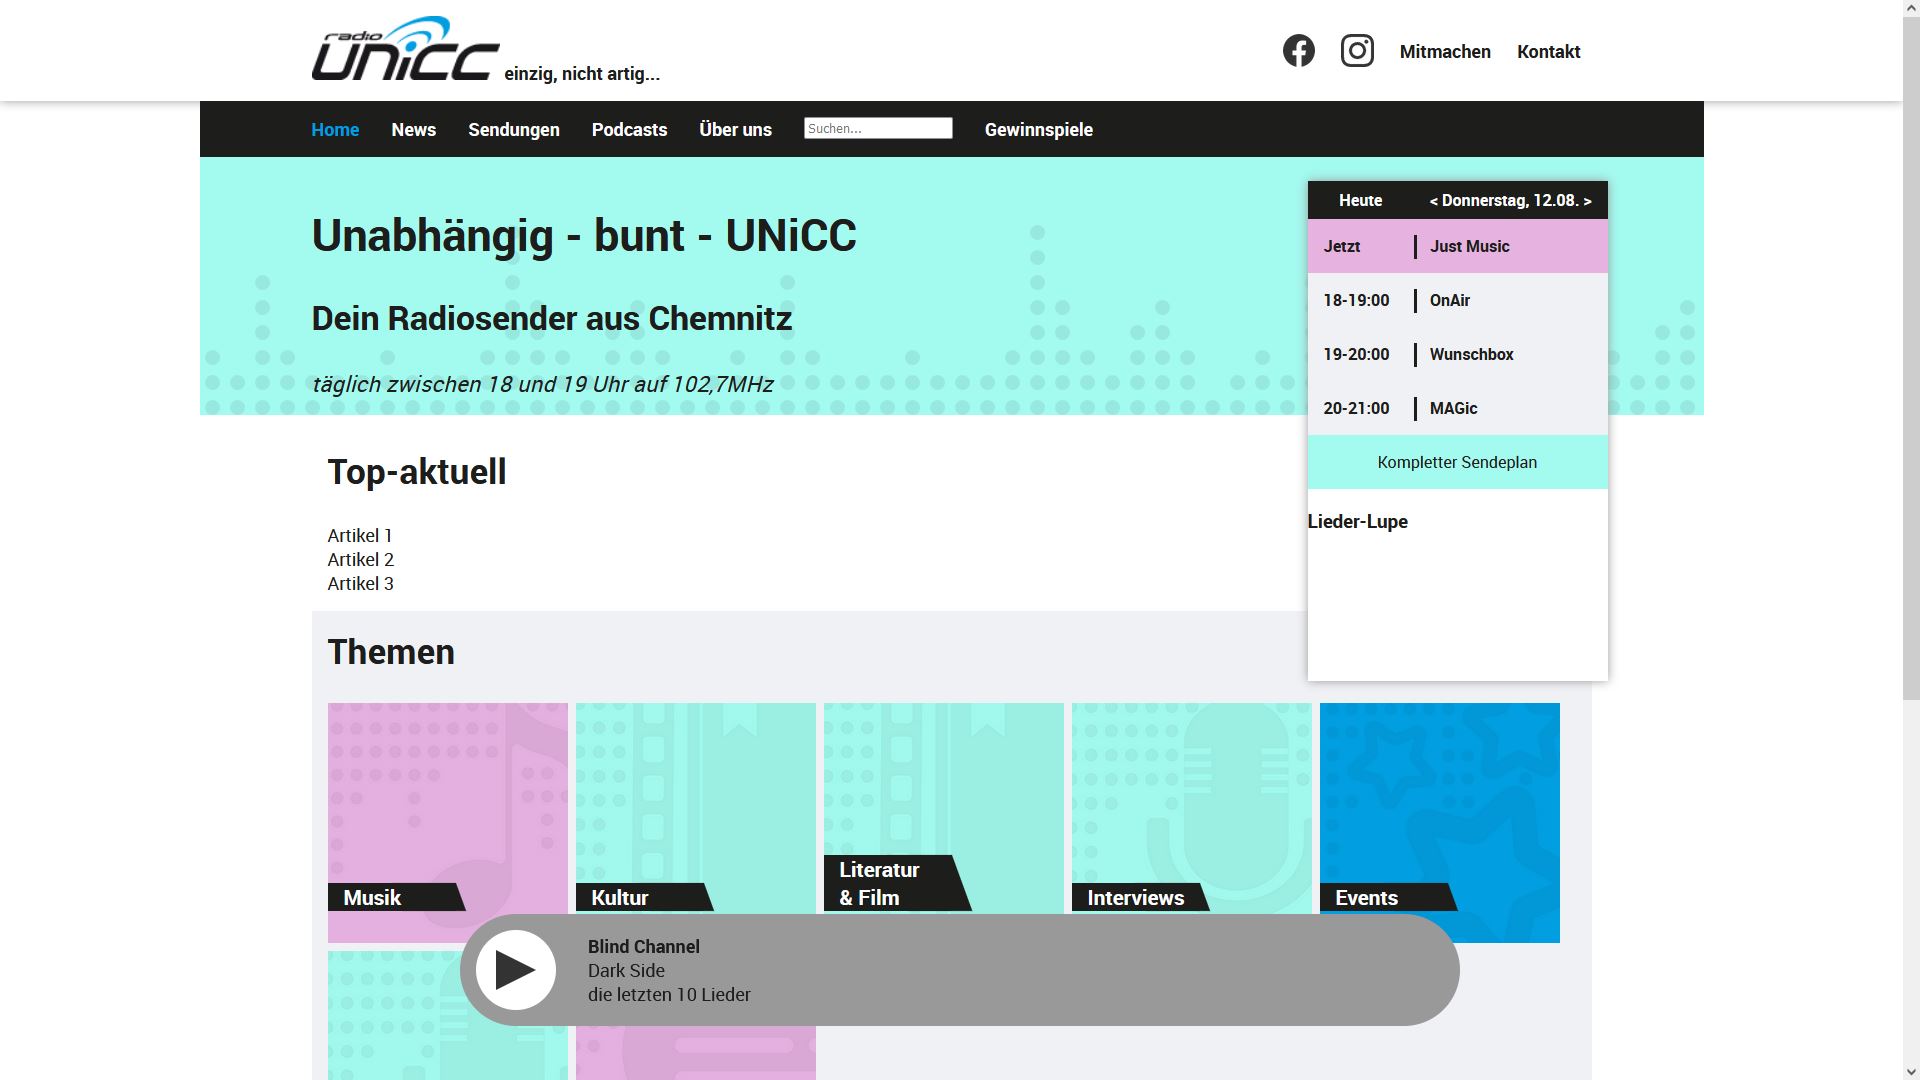 radio
UNiCC einzig, nicht artig...
Mitmachen
Kontakt
Home
News
Sendungen
Podcasts
Über uns
Suchen...
Gewinnspiele
Unabhängig - bunt - UNiCC
Dein Radiosender aus Chemnitz
täglich zwischen 18 und 19 Uhr auf 102,7MHz
Heute < Donnerstag, 12.08. >
Jetzt Just Music
18-19:00 OnAir
19-20:00 Wunschbox
20-21:00 MAGic
Kompletter Sendeplan
Lieder-Lupe
Top-aktuell
Artikel 1
Artikel 2
Artikel 3
Themen
Musik
Kultur
Literatur
& Film
Interviews
Events
Blind Channel
Dark Side
die letzten 10 Lieder